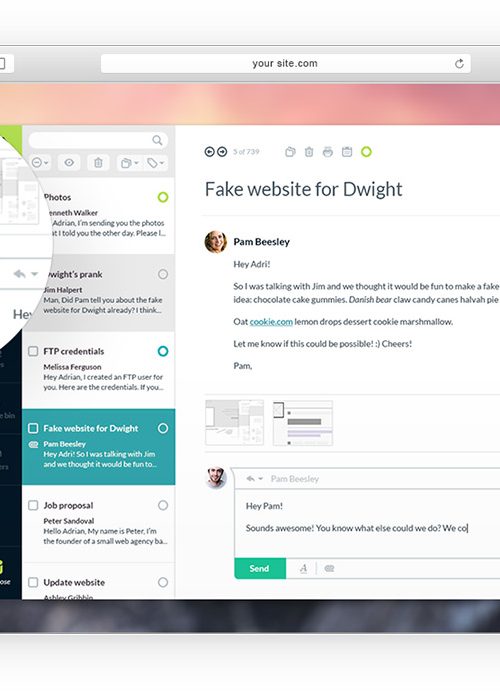 your site.com
5 of 739
Photos
Kenneth Walker
Adrian, I'm sending you the photos
I told you the other day. Please l...
Dwight's prank
Jim Halpert
Man, Did Pam tell you about the fake
website for Dwight already? I think...
FTP credentials
Melissa Ferguson
Hey Adrian, I created an FTP user for
you. Here are the credentials. If you...
Fake website for Dwight
Pam Beesley
Hey Adri! So I was talking with Jim
and we thought it would be fun to...
Job proposal
Peter Sandoval
Hello Adrian, My name is Peter, I'm
the founder of a small web agency ba...
Update website
Ashley Gribbin
He
e bin
ers
ose
Fake website for Dwight
Pam Beesley
Hey Adri!
So I was talking with Jim and we thought it would be fun to make a fake
idea: chocolate cake gummies. Danish bear claw candy canes halvah pie
Oat cookie.com lemon drops dessert cookie marshmallow.
Let me know if this could be possible! :) Cheers!
Pam,
Pam Beesley
Hey Pam!
Sounds awesome! You know what else could we do? We co
Send
A